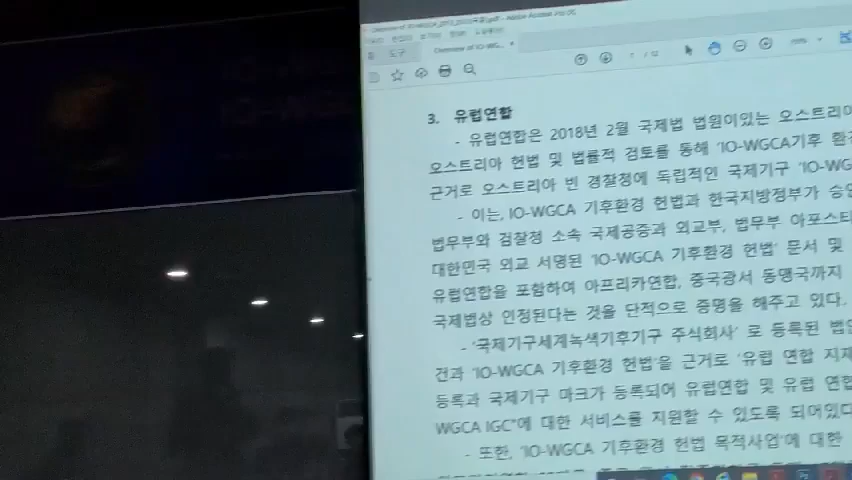 도구
Overview of IO-WG...
3. 유럽연합
- 유럽연합은 2018년 2월 국제법 법원이있는 오스트리아
오스트리아 헌법 및 법률적 검토를 통해 'IO-WGCA기후 환
근거로 오스트리아 빈 경찰청에 독립적인 국제기구 'IO-WG
- 이는, IO-WGCA 기후환경 헌법과 한국지방정부가 승인
법무부와 검찰청 소속 국제공증과 외교부, 법무부 아포스티
대한민국 외교 서명된 'IO-WGCA 기후환경 헌법' 문서 및
유럽연합을 포함하여 아프리카연합, 중국광서 동맹국까지
국제법상 인정된다는 것을 단적으로 증명을 해주고 있다.
- '국제기구세계녹색기후기구 주식회사' 로 등록된 법인
건과 'IO-WGCA 기후환경 헌법'을 근거로 '유럽 연합 지재
등록과 국제기구 마크가 등록되어 유럽연합 및 유럽 연합
WGCA IGC"에 대한 서비스를 지원할 수 있도록 되어있다
- 또한, 'IO-WGCA 기후환경 헌법 목적사업'에 대한